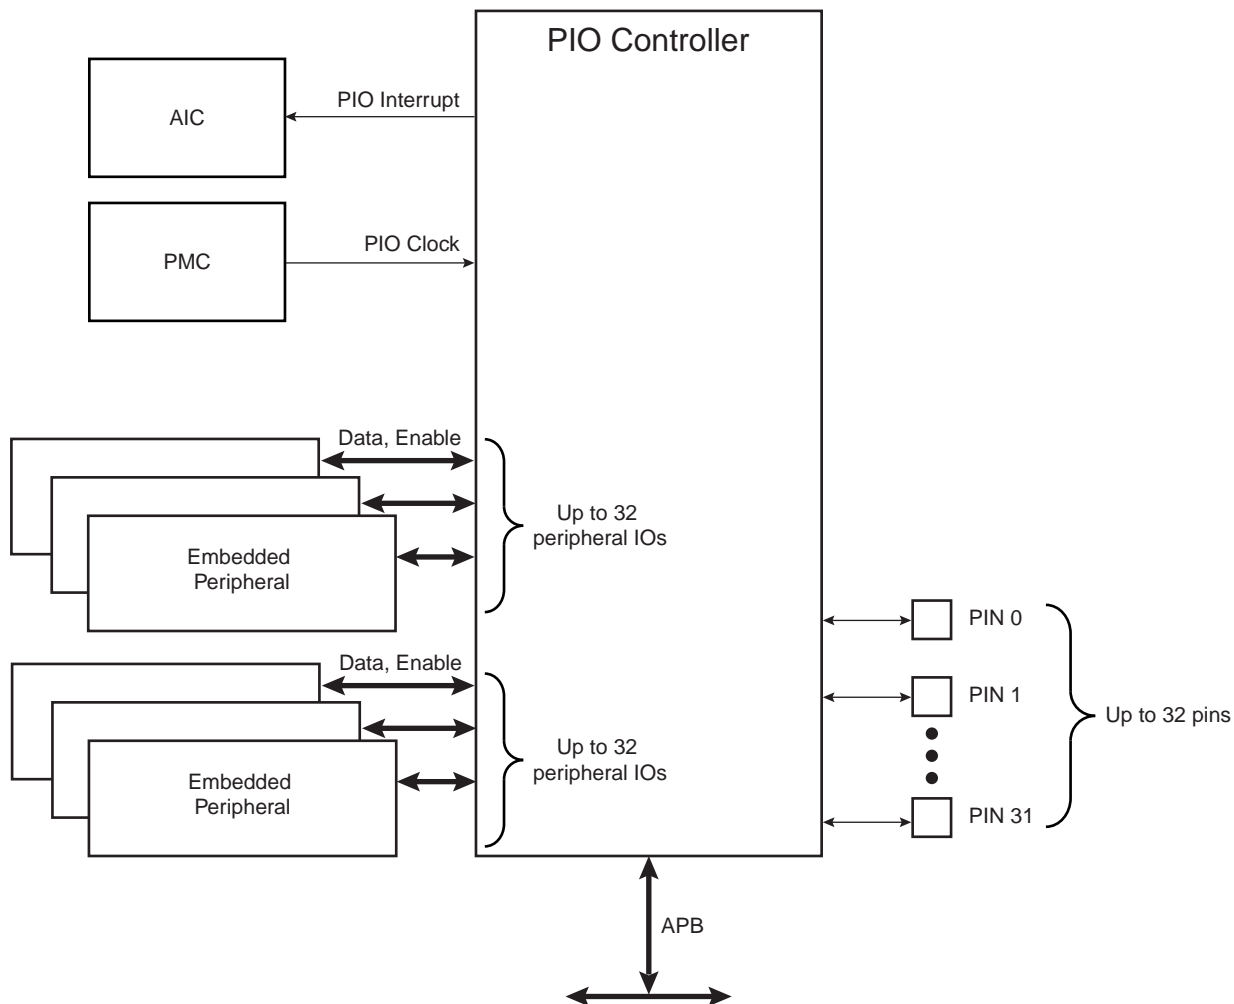 PIO Controller
AIC
PIO Interrupt
PMC
PIO Clock
Data, Enable
Up to 32
peripheral IOs
Embedded
Peripheral
PIN 0
Data, Enable
PIN 1
Up to 32 pins
Up to 32
peripheral IOs
Embedded
Peripheral
PIN 31
APB